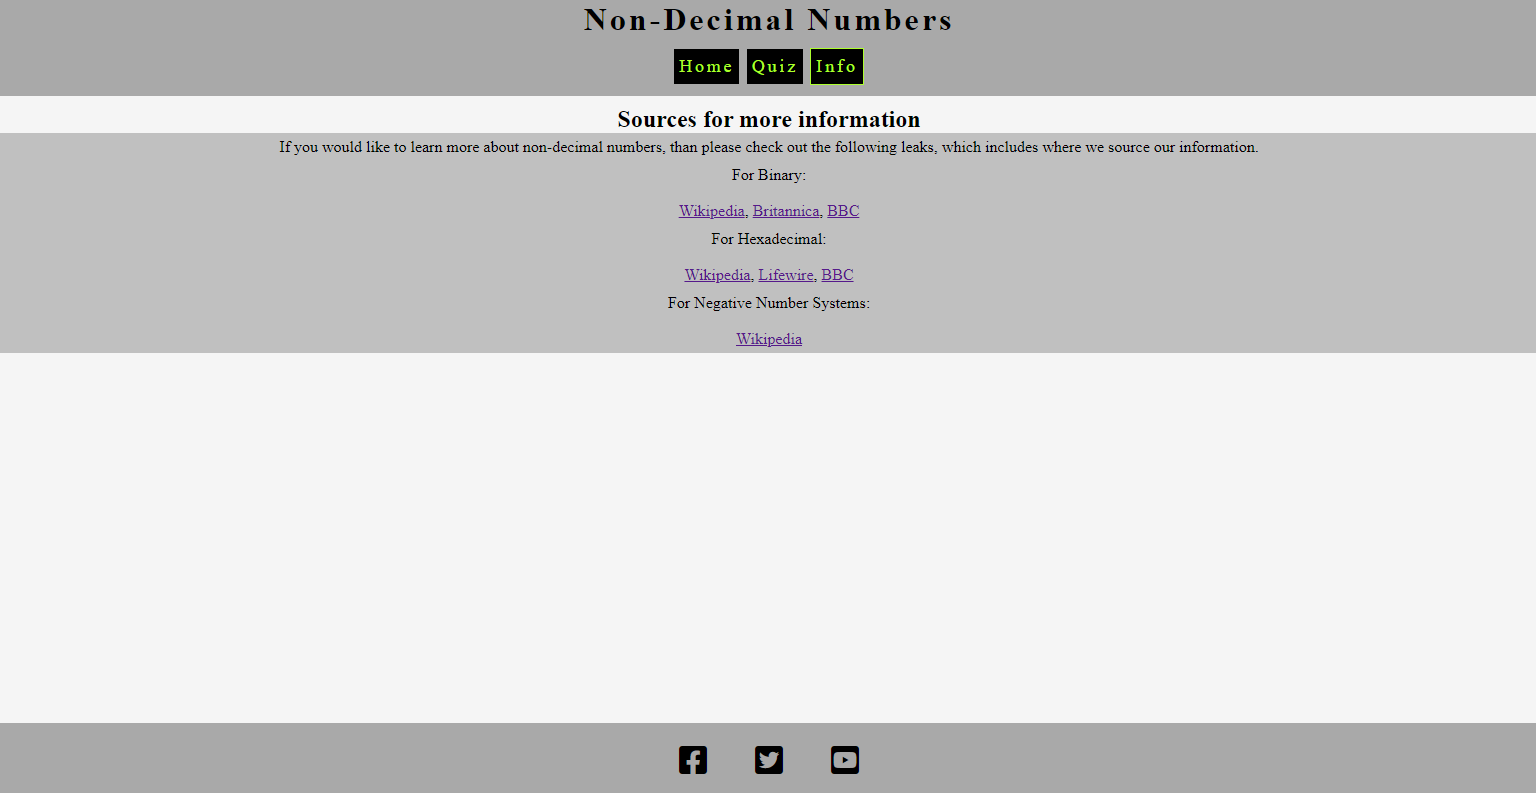 Non-Decimal Numbers
Home Quiz Info
Sources for more information
If you would like to learn more about non-decimal numbers, than please check out the following leaks, which includes where we source our information.
For Binary:
Wikipedia, Britannica, BBC
For Hexadecimal:
Wikipedia, Lifewire, BBC
For Negative Number Systems:
Wikipedia